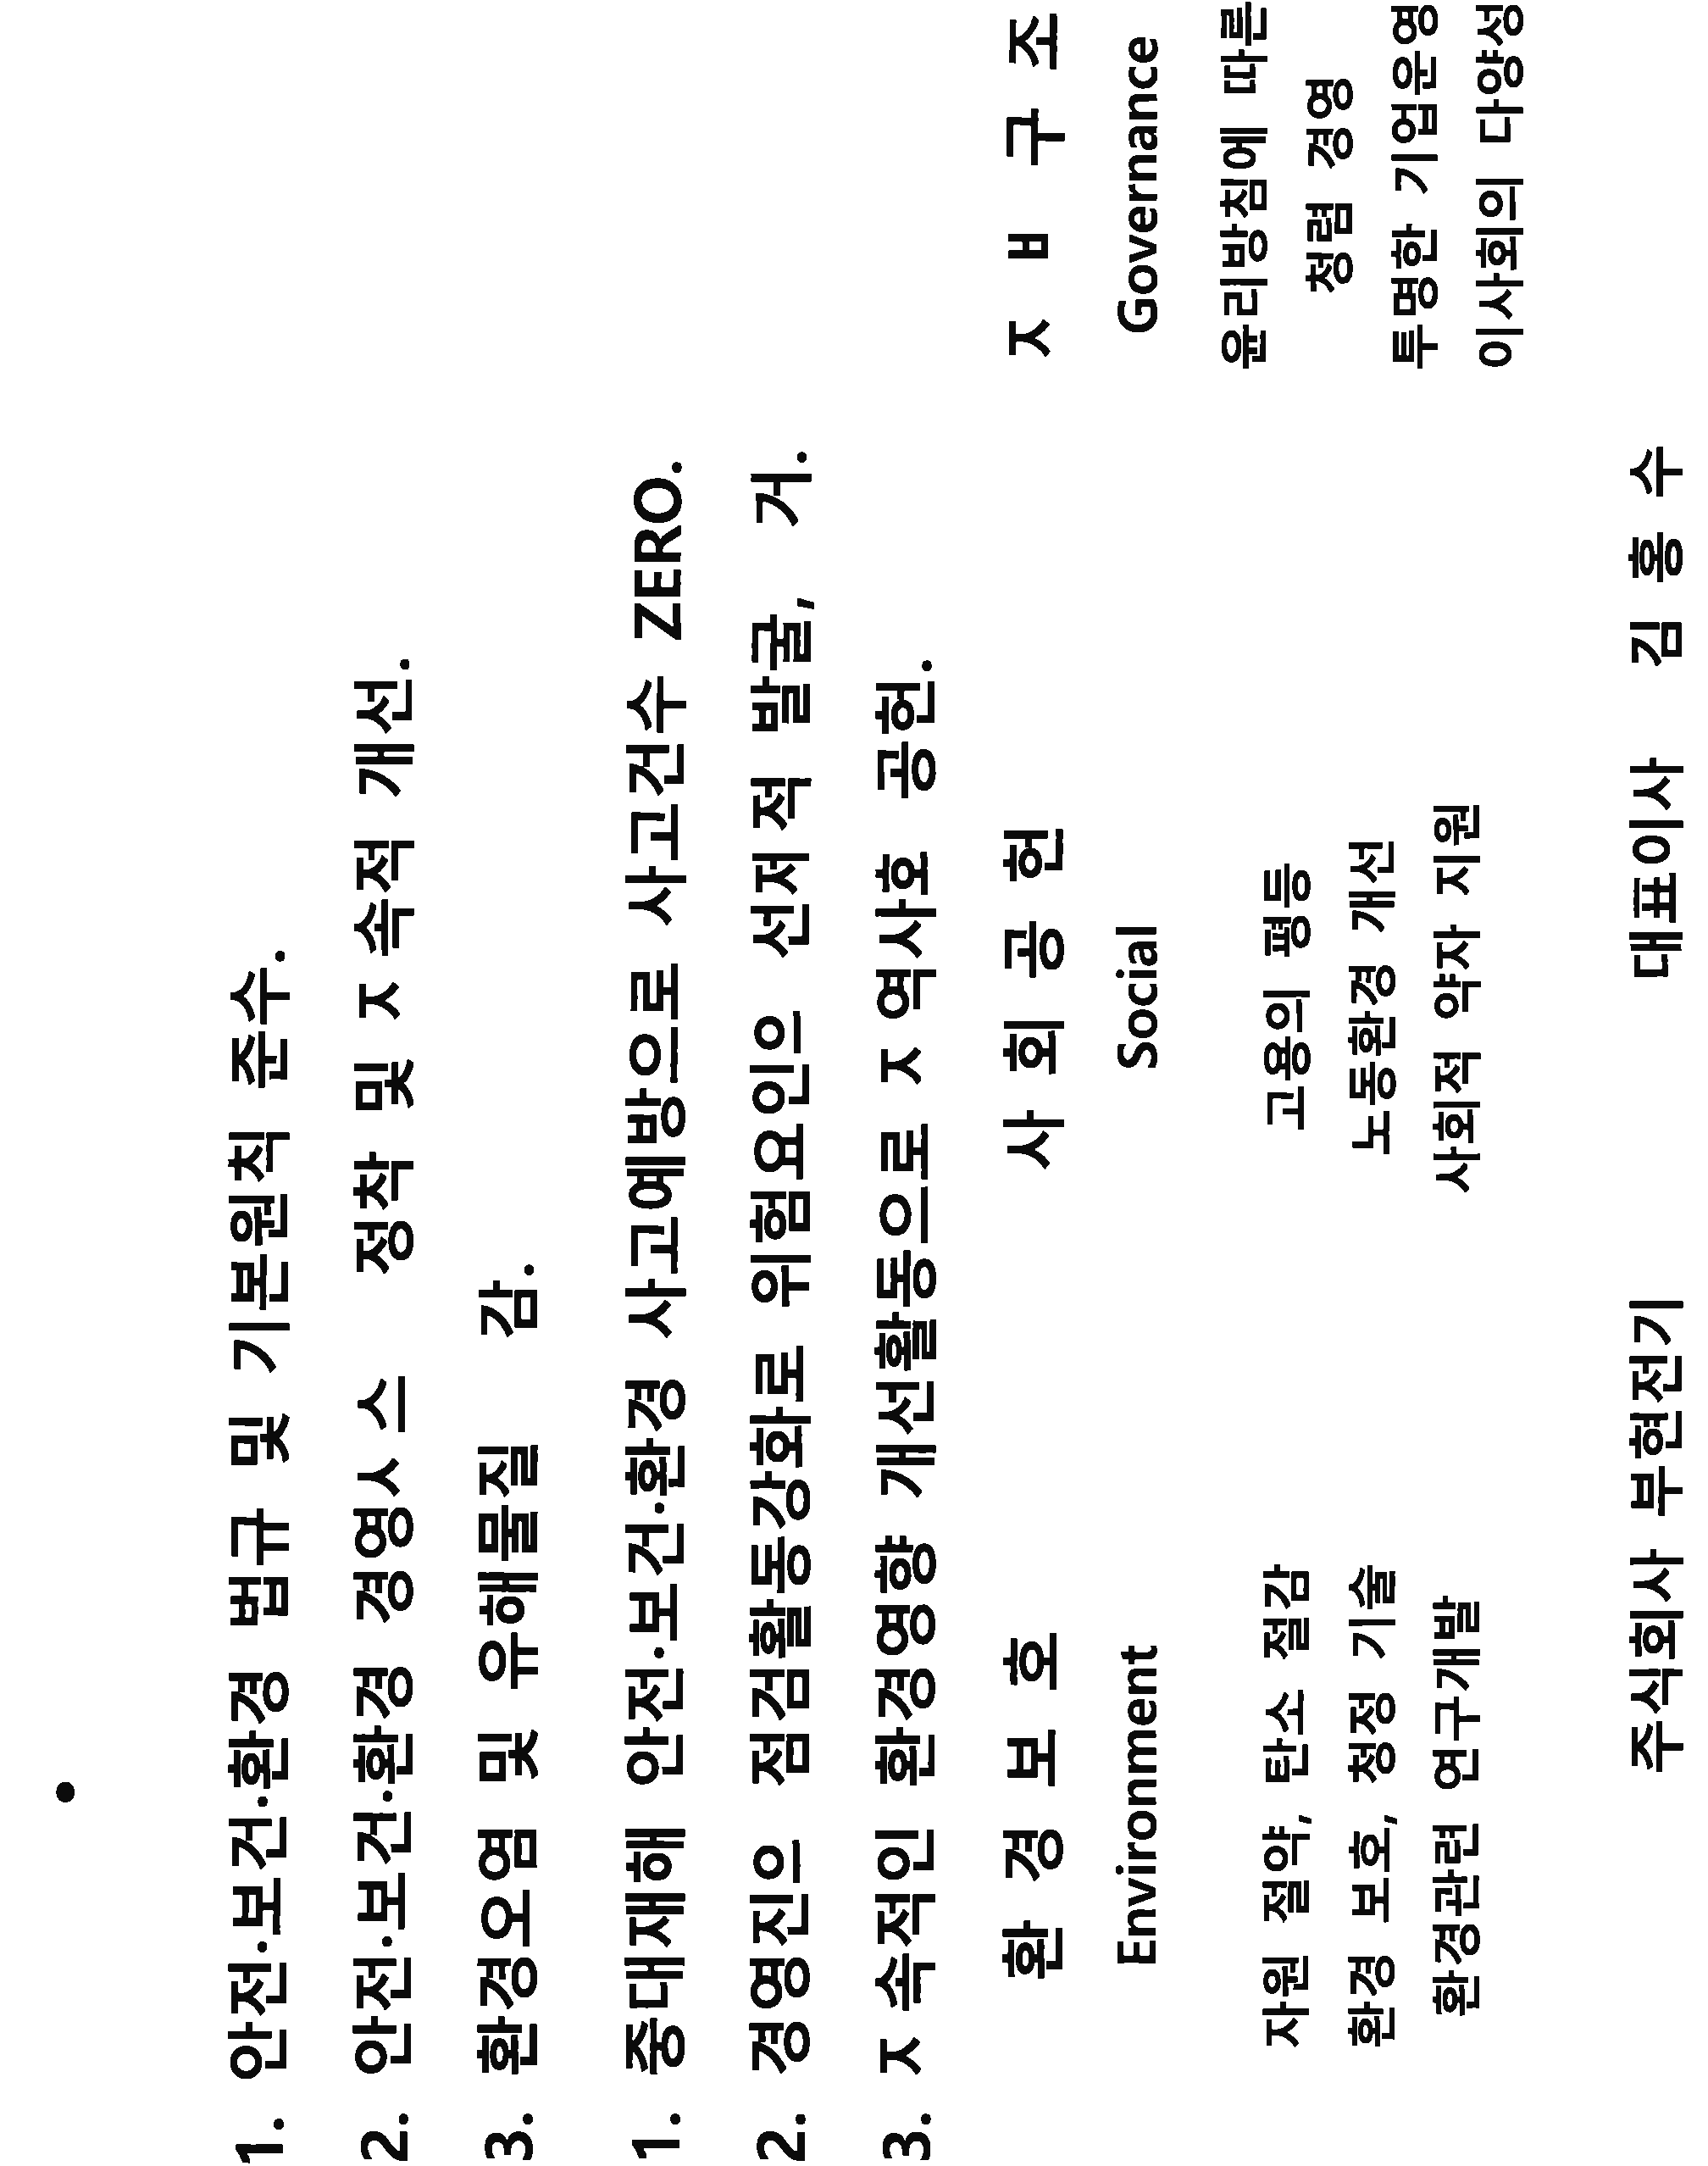 1. 안전·보건·환경 법규 및 기본원칙 준수.
2. 안전·보건·환경 경영ㅅ스 정착 및 ㅈ속적 개선.
3. 환경오염 및 유해물질 감.
1. 중대재해 안전·보건·환경 사고예방으로 사고건수 ZERO.
2. 경영진으 점검활동강화로 위험요인으 선저적 발굴, 거.
3. ㅈ속적인 환경영향 개선활동으로 ㅈ역사호 공헌.
환 경 보 호
Environment
자원 절약, 탄소 절감
환경 보호, 청정 기술
환경관련 연구개발
사 회 공 헌
Social
고용의 평등
노동환경 개선
사회적 약자 지원
ㅈ ㅂ 구 조
Governance
윤리방침에 따른
청렴 경영
투명한 기업운영
이사회의 다양성
주식회사 부현전기 대표이사 김 홍 수